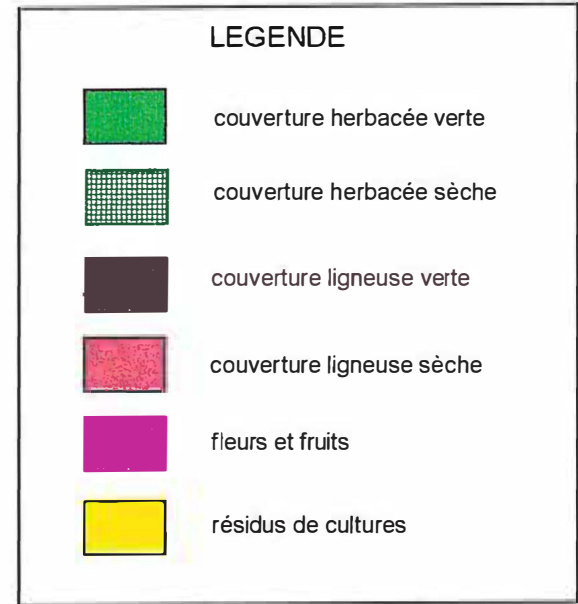 LEGENDE
couverture herbacée verte
couverture herbacée sèche
couverture ligneuse verte
couverture ligneuse sèche
fleurs et fruits
résidus de cultures